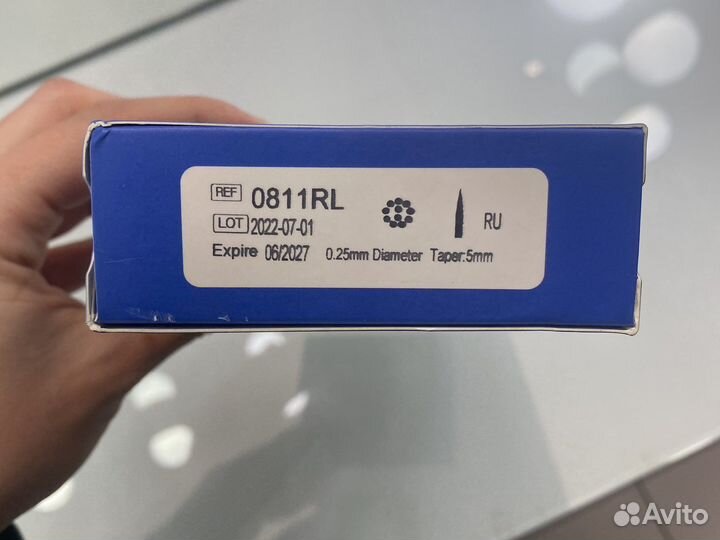 REF 0811RL
LOT 2022-07-01
RU
Expire 06/2027 0.25mm Diameter Taper:5mm
Avito